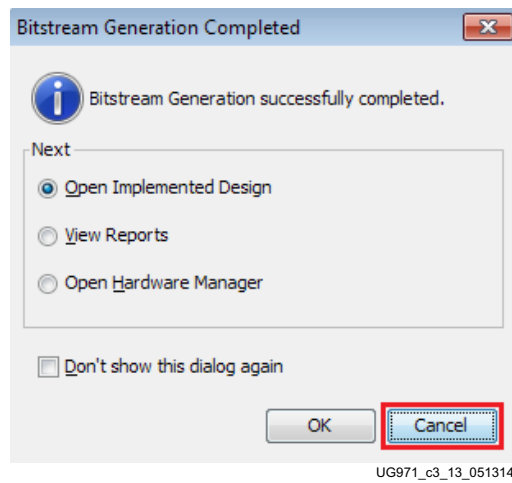 Bitstream Generation Completed
Bitstream Generation successfully completed.
Next
Open Implemented Design
View Reports
Open Hardware Manager
Don't show this dialog again
OK
Cancel
UG971_c3_13_051314